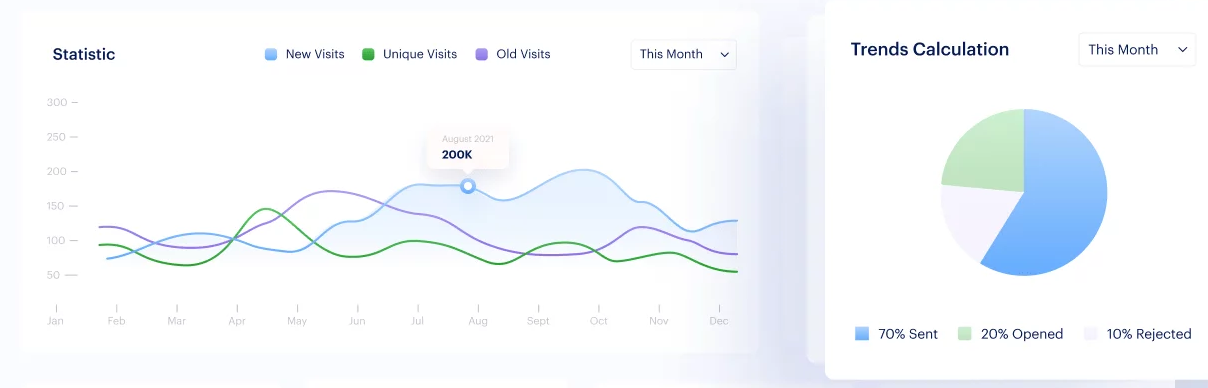 Statistic
New Visits
Unique Visits
Old Visits
This Month
300
250
200
150
100
50
August 2021
200K
Jan
Feb
Mar
Apr
May
Jun
Jul
Aug
Sept
Oct
Nov
Dec
Trends Calculation
This Month
70% Sent
20% Opened
10% Rejected